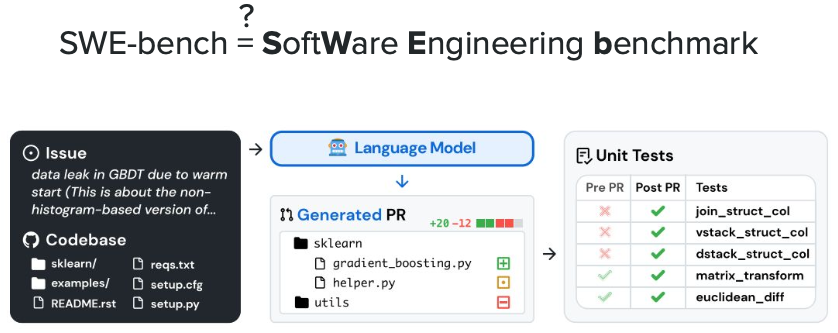 ?
SWE-bench = SoftWare Engineering benchmark
Issue
data leak in GBDT due to warm
start (This is about the non-
histogram-based version of...
Codebase
sklearn/
reqs.txt
examples/
setup.cfg
README.rst
setup.py
Language Model
Generated PR
+20 -12
sklearn
gradient_boosting.py
helper.py
utils
Unit Tests
Pre PR Post PR Tests
join_struct_col
vstack_struct_col
dstack_struct_col
matrix_transform
euclidean_diff